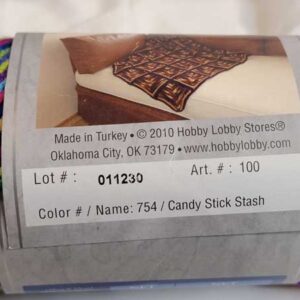 Made in Turkey • © 2010 Hobby Lobby Stores®
Oklahoma City, OK 73179 • www.hobbylobby.com
Lot # : 011230 Art. # : 100
Color # / Name: 754 / Candy Stick Stash